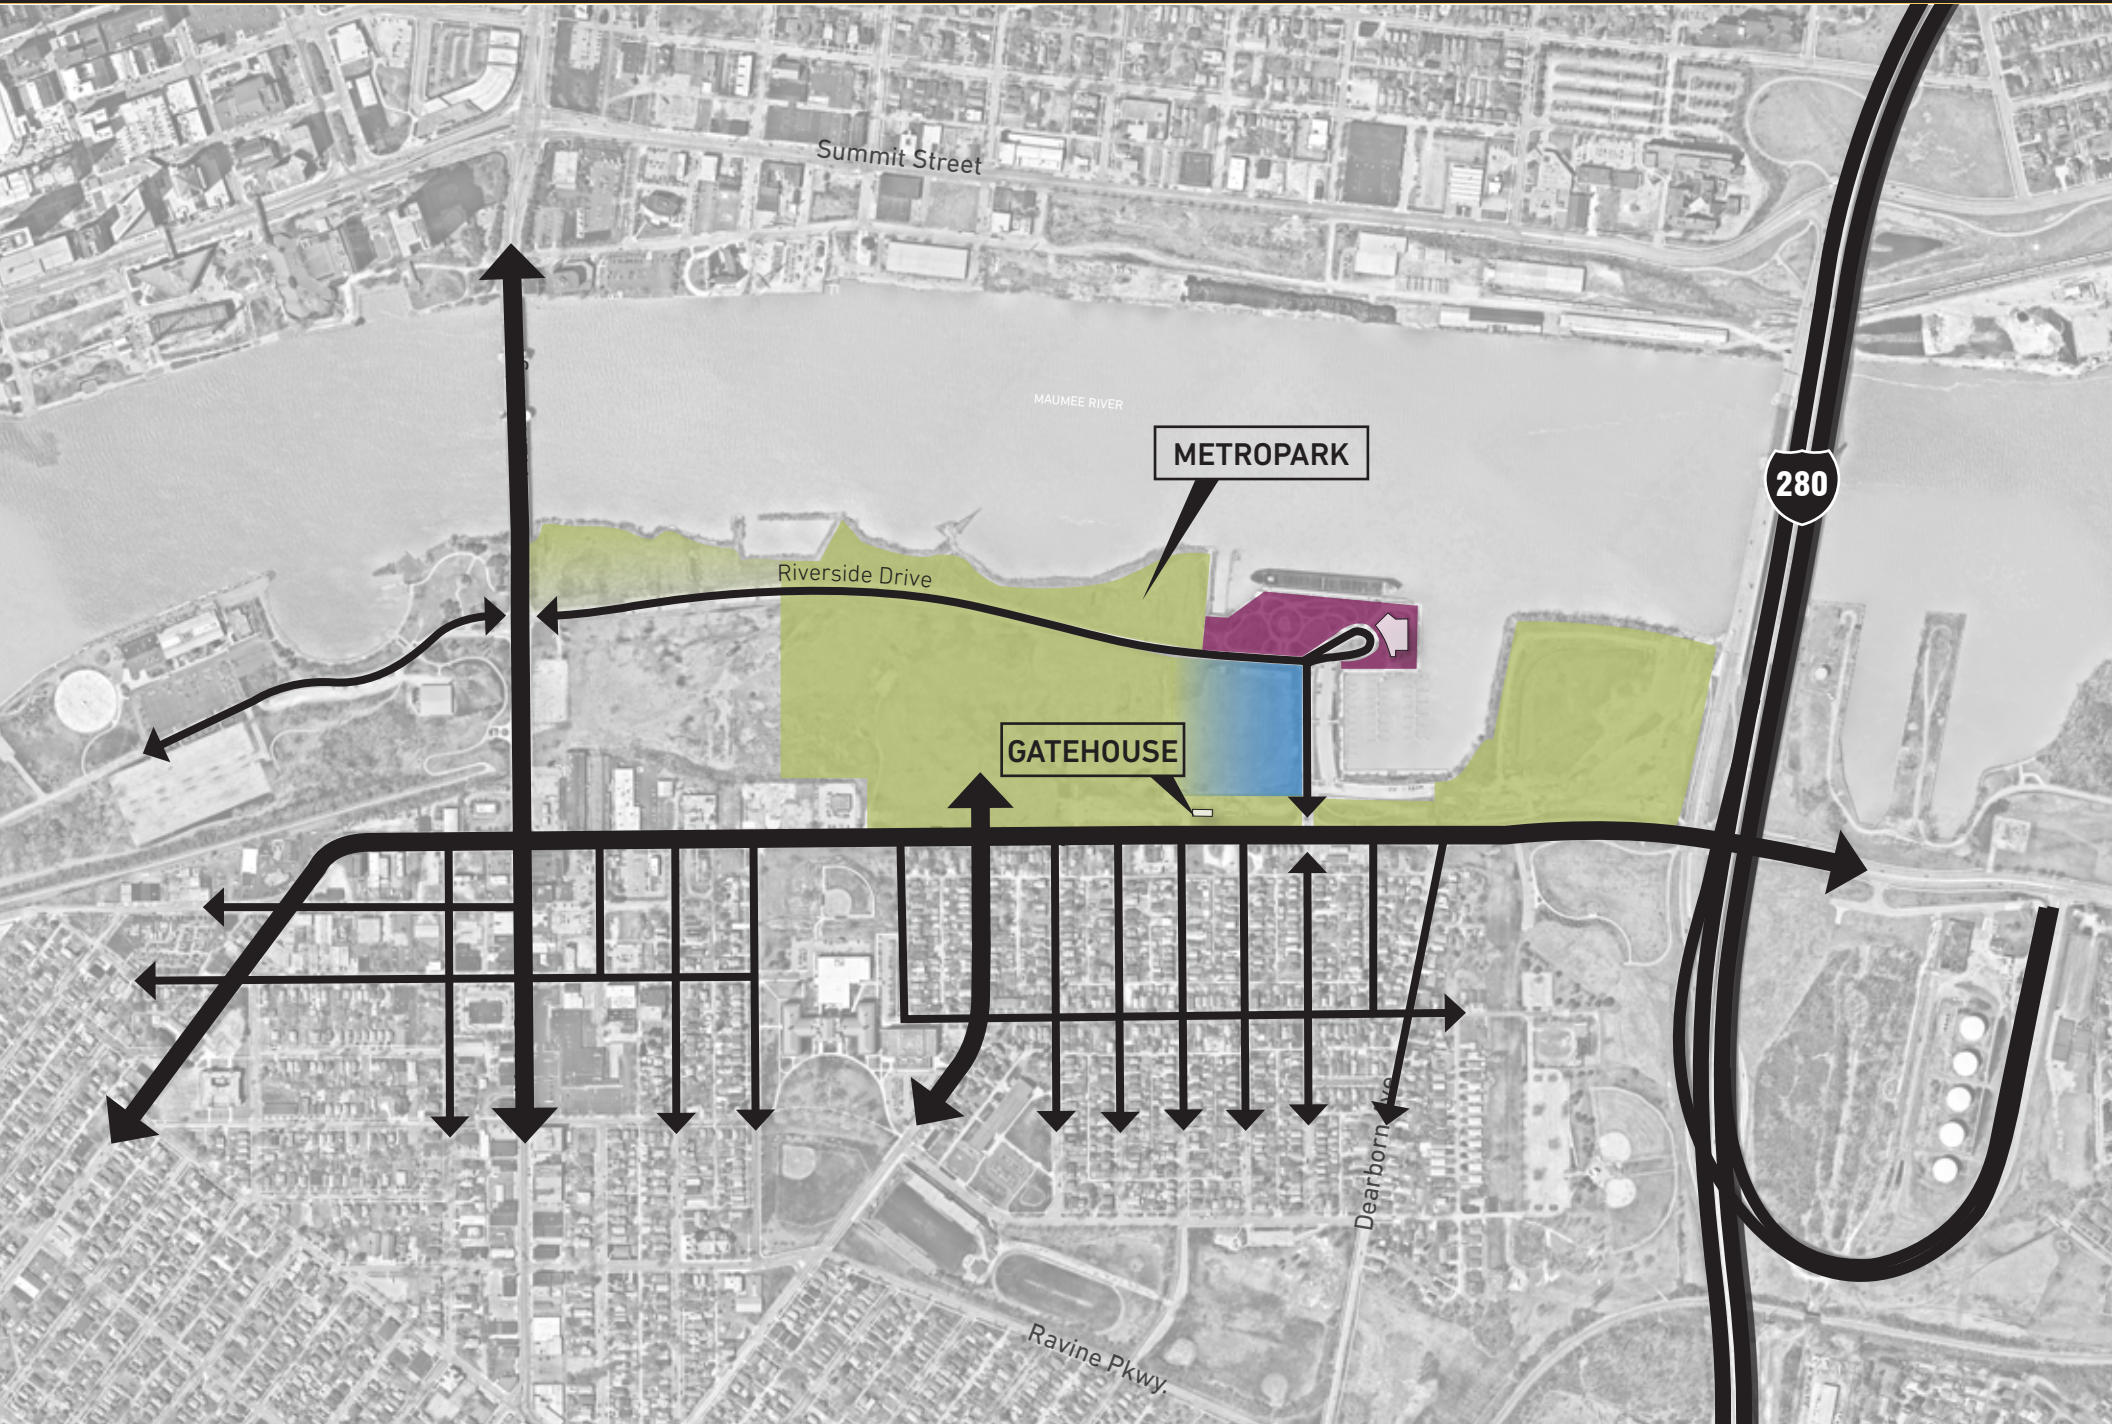 Summit Street
MAUMEE RIVER
METROPARK
280
Riverside Drive
GATEHOUSE
Dearborn
Ravine Pkwy.